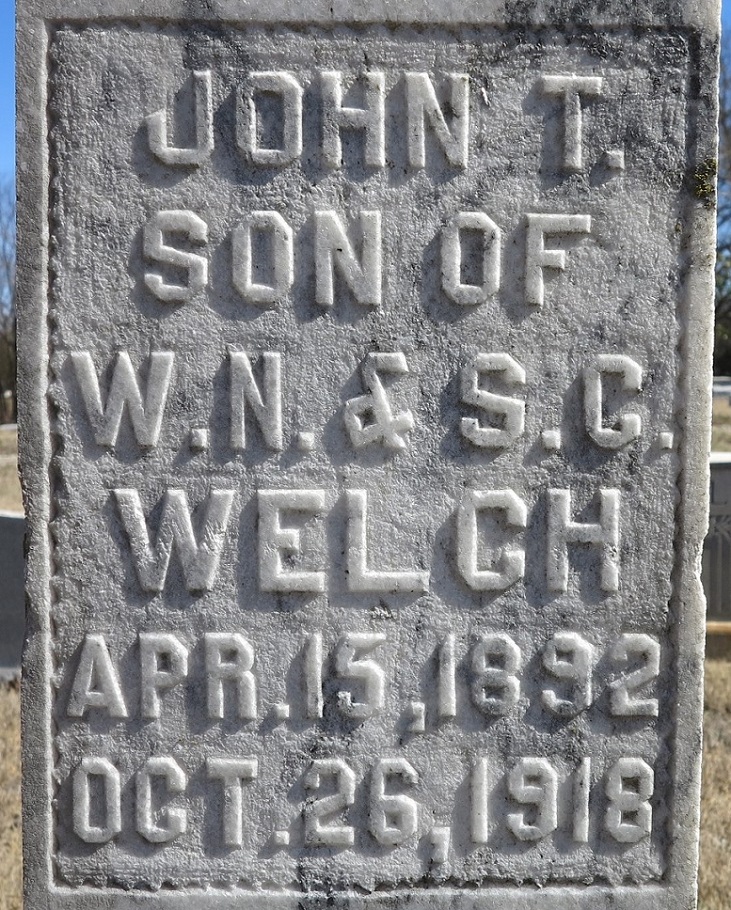 JOHN T.
SON OF
W.N. & S.C.
WELCH
APR. 15, 1892
OCT. 26, 1918